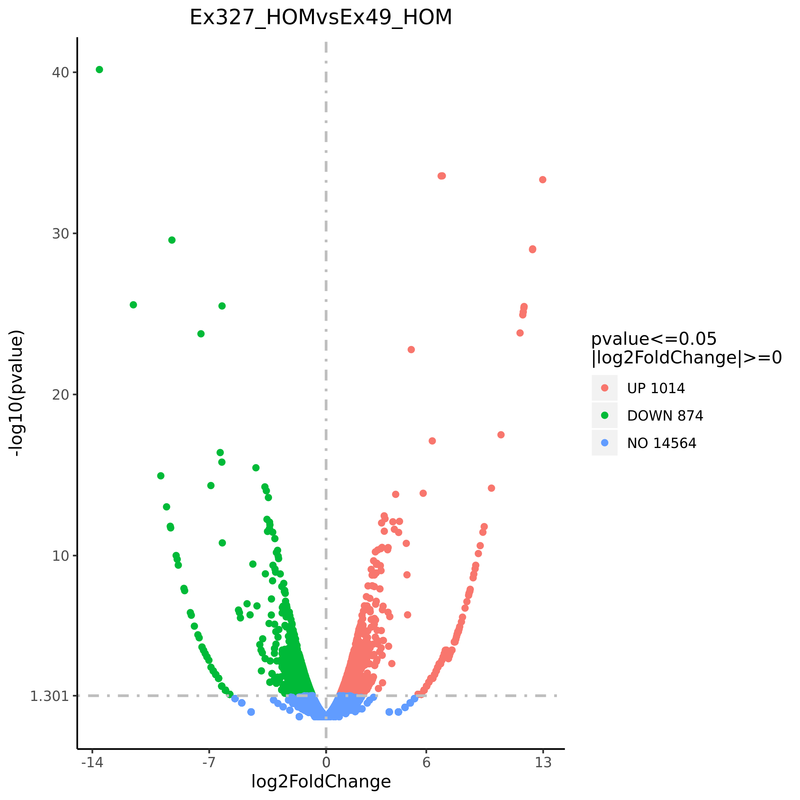 Ex327_HOMvsEx49_HOM
40
30
20
10
1.301
-log10(pvalue)
-14
-7
0
6
13
log2FoldChange
pvalue<=0.05
|log2FoldChange|>=0
UP 1014
DOWN 874
NO 14564